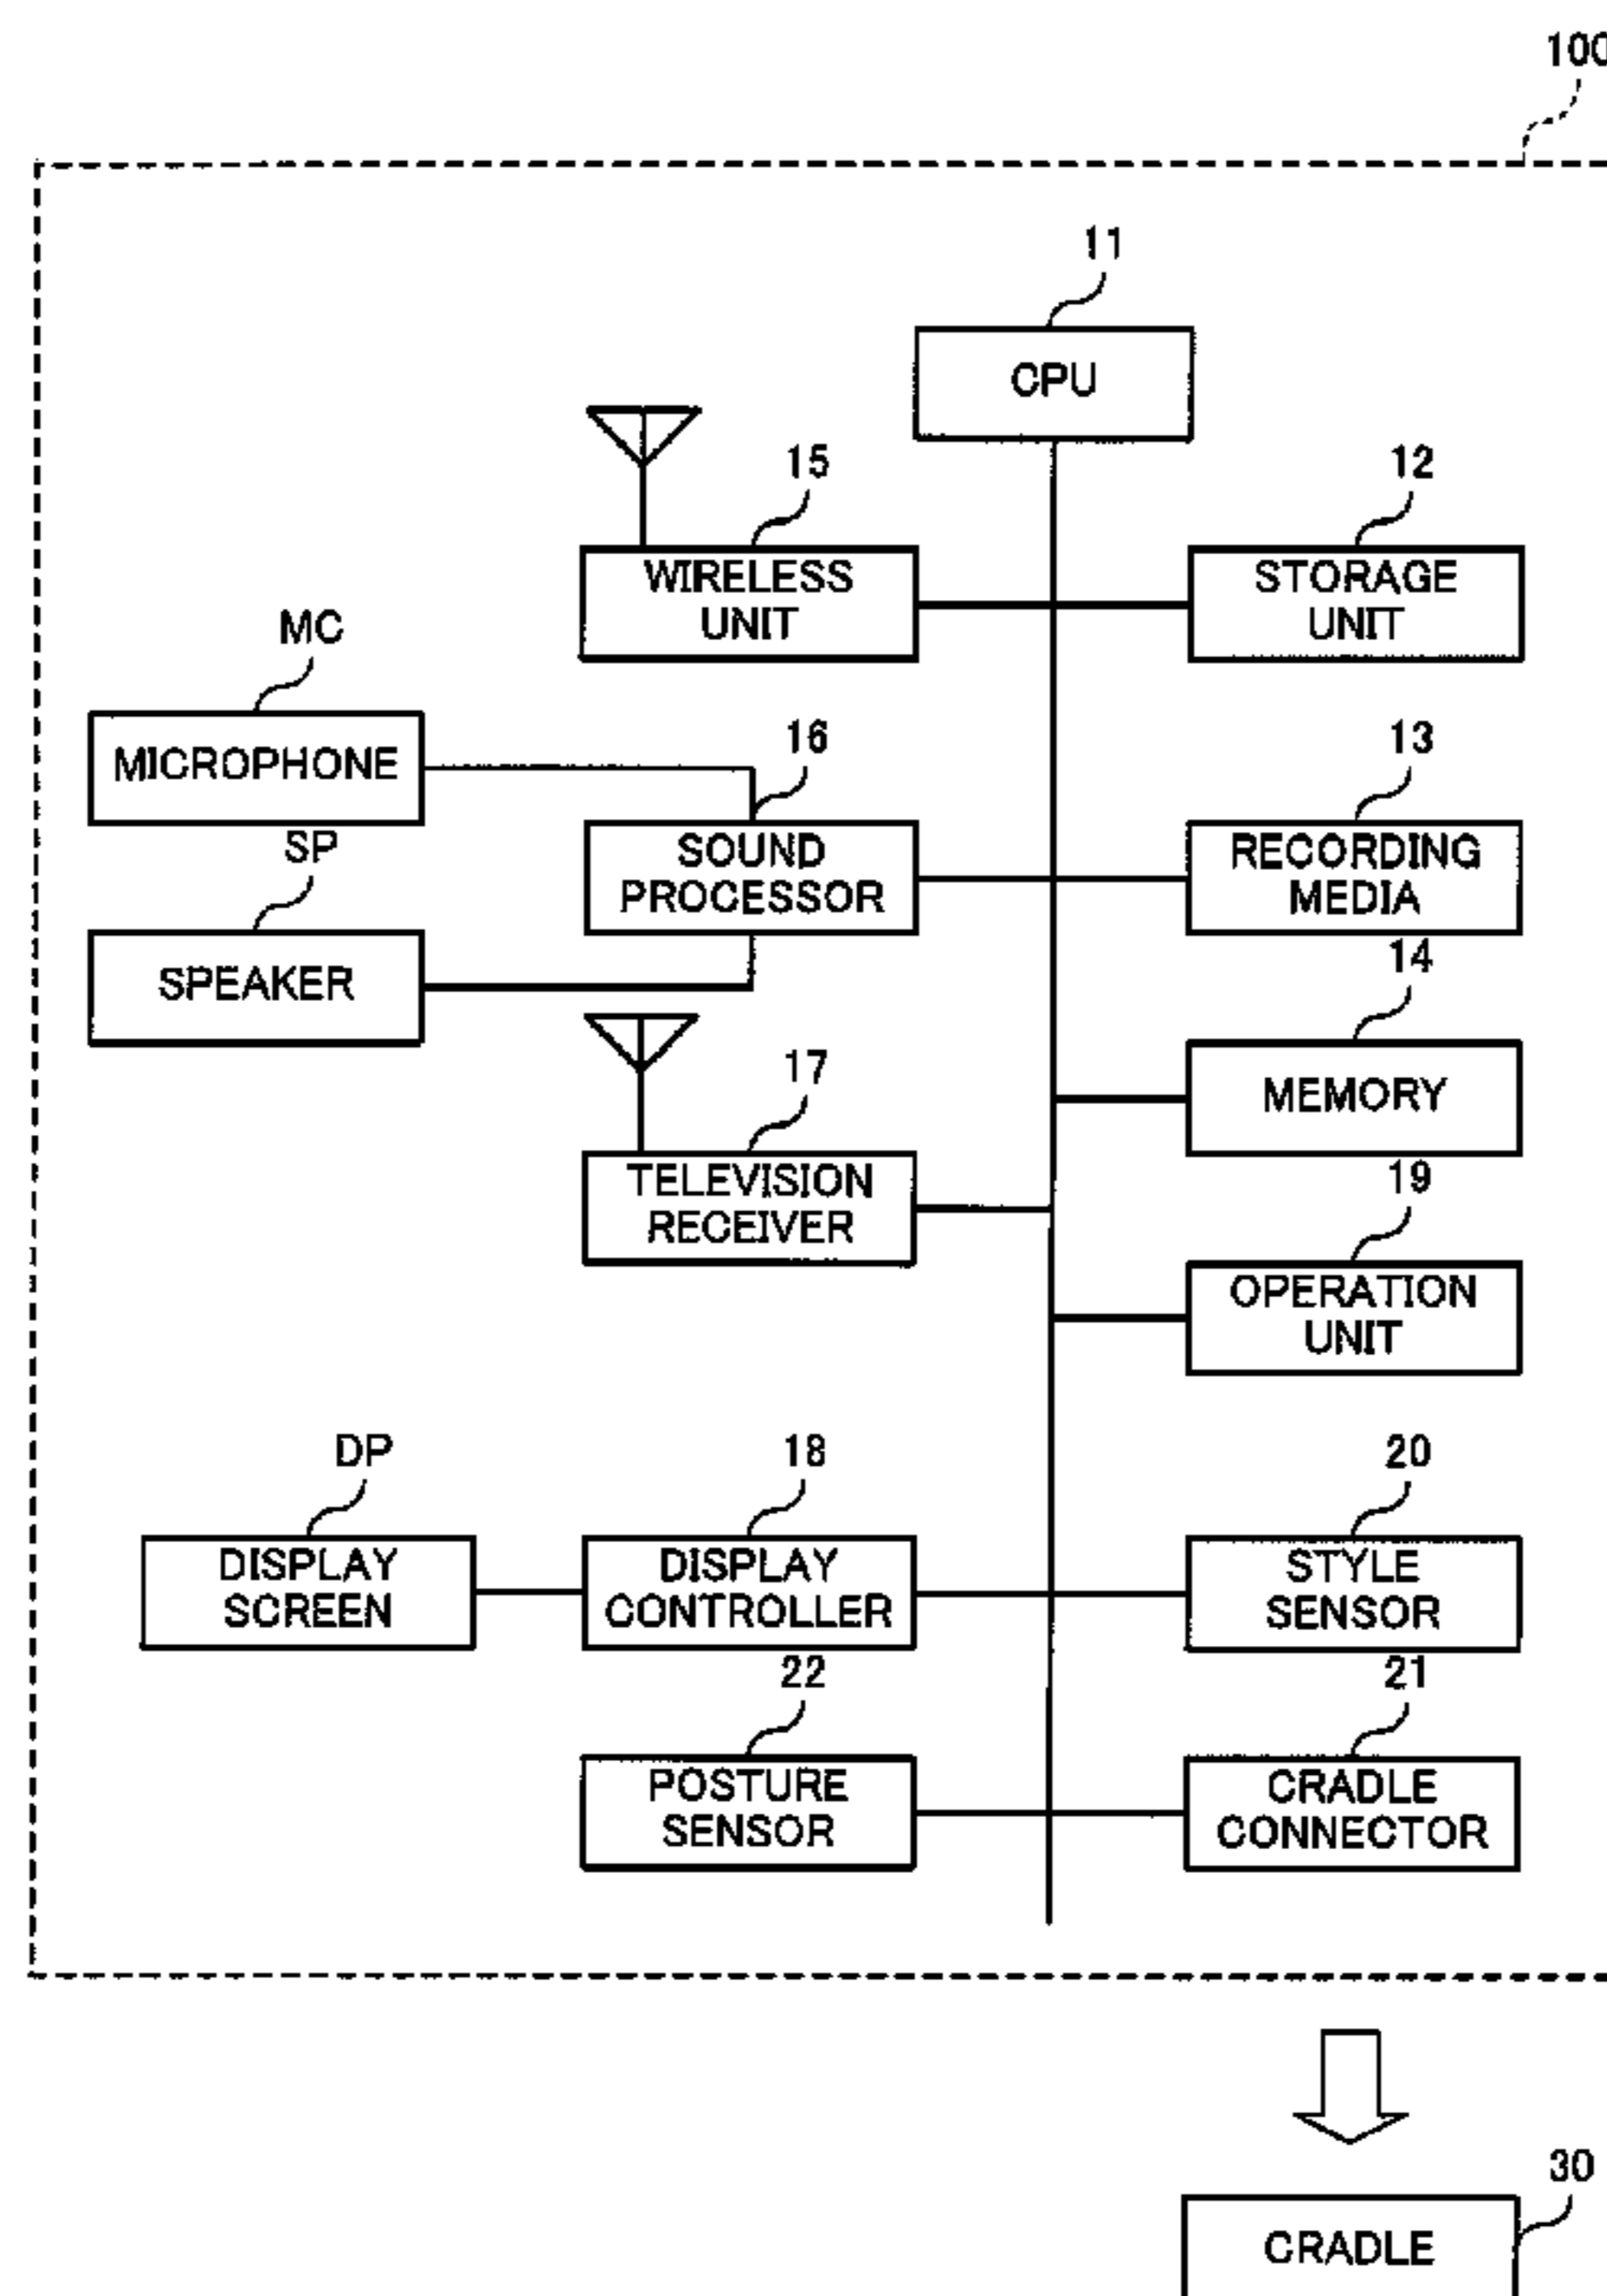 100
11
CPU
15
12
WIRELESS
UNIT
STORAGE
UNIT
MC
MICROPHONE
16
13
SOUND
PROCESSOR
RECORDING
MEDIA
SP
SPEAKER
14
MEMORY
17
TELEVISION
RECEIVER
19
OPERATION
UNIT
DP
18
20
DISPLAY
SCREEN
DISPLAY
CONTROLLER
STYLE
SENSOR
22
21
POSTURE
SENSOR
CRADLE
CONNECTOR
30
CRADLE